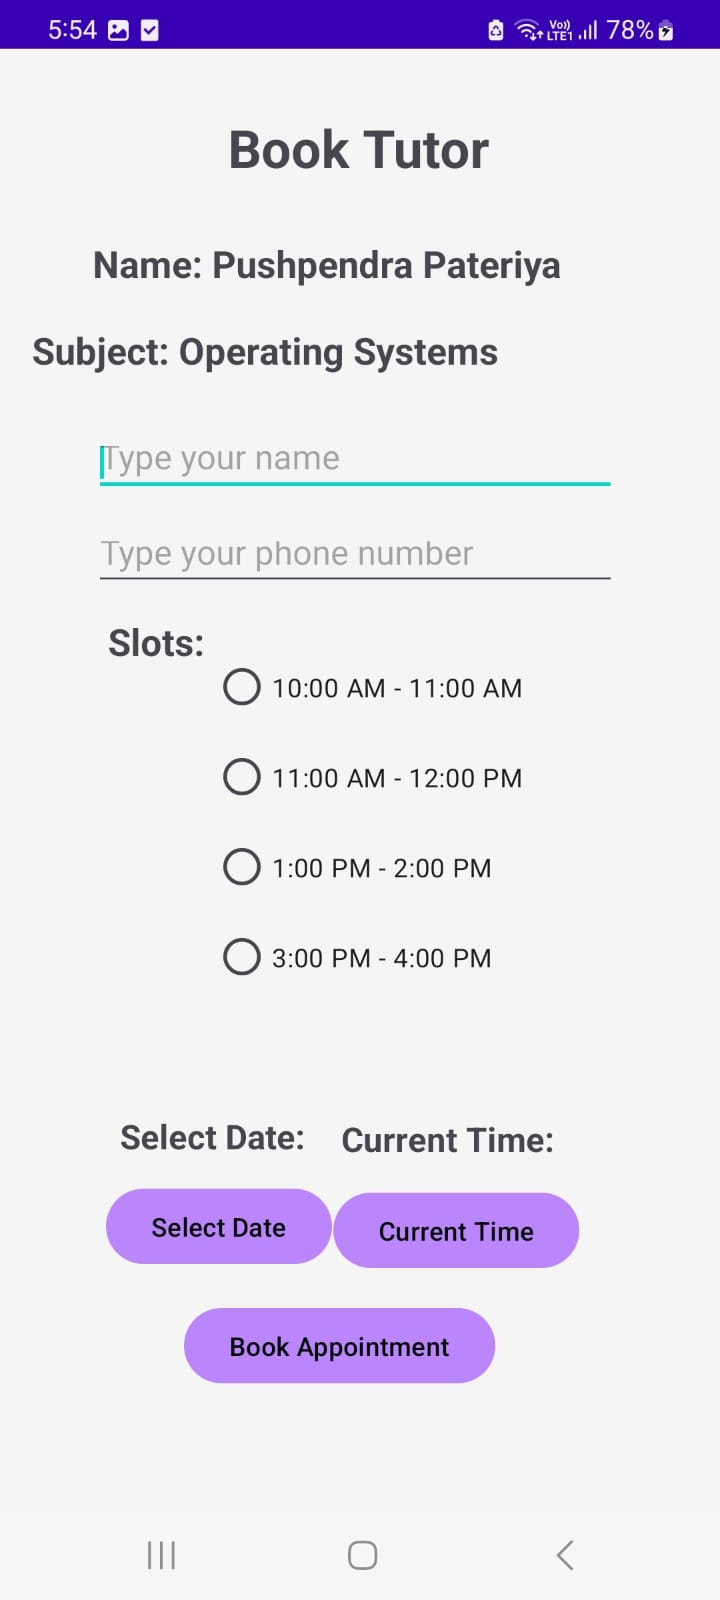 5:54 Vo)) LTE1 78%
Book Tutor
Name: Pushpendra Pateriya
Subject: Operating Systems
Type your name
Type your phone number
Slots:
10:00 AM - 11:00 AM
11:00 AM - 12:00 PM
1:00 PM - 2:00 PM
3:00 PM - 4:00 PM
Select Date: Current Time:
Select Date Current Time
Book Appointment